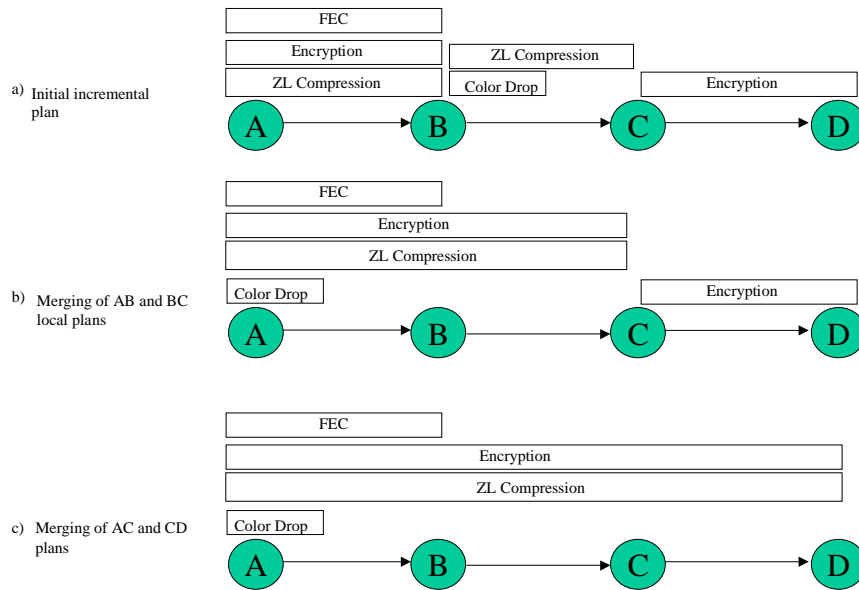 FEC
Encryption
ZL Compression
ZL Compression
Color Drop
Encryption
a) Initial incremental
plan
A
B
C
D
FEC
Encryption
ZL Compression
Color Drop
Encryption
b) Merging of AB and BC
local plans
A
B
C
D
FEC
Encryption
ZL Compression
Color Drop
c) Merging of AC and CD
plans
A
B
C
D